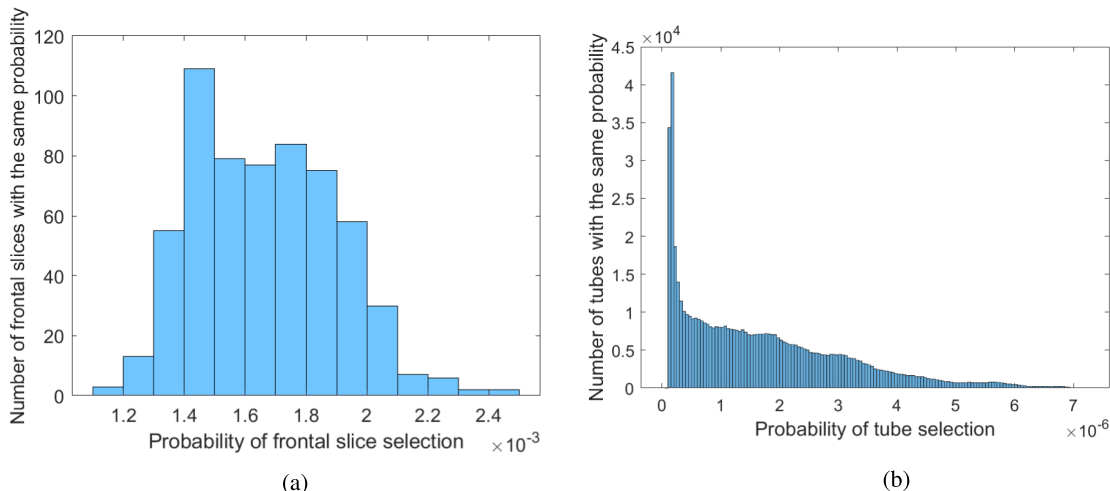 Number of frontal slices with the same probability
120
100
80
60
40
20
0
1.2 1.4 1.6 1.8 2 2.2 2.4
×10⁻³
Probability of frontal slice selection
(a)
Number of tubes with the same probability
×10⁴
4.5
4
3.5
3
2.5
2
1.5
1
0.5
0
0 1 2 3 4 5 6 7
×10⁻⁶
Probability of tube selection
(b)